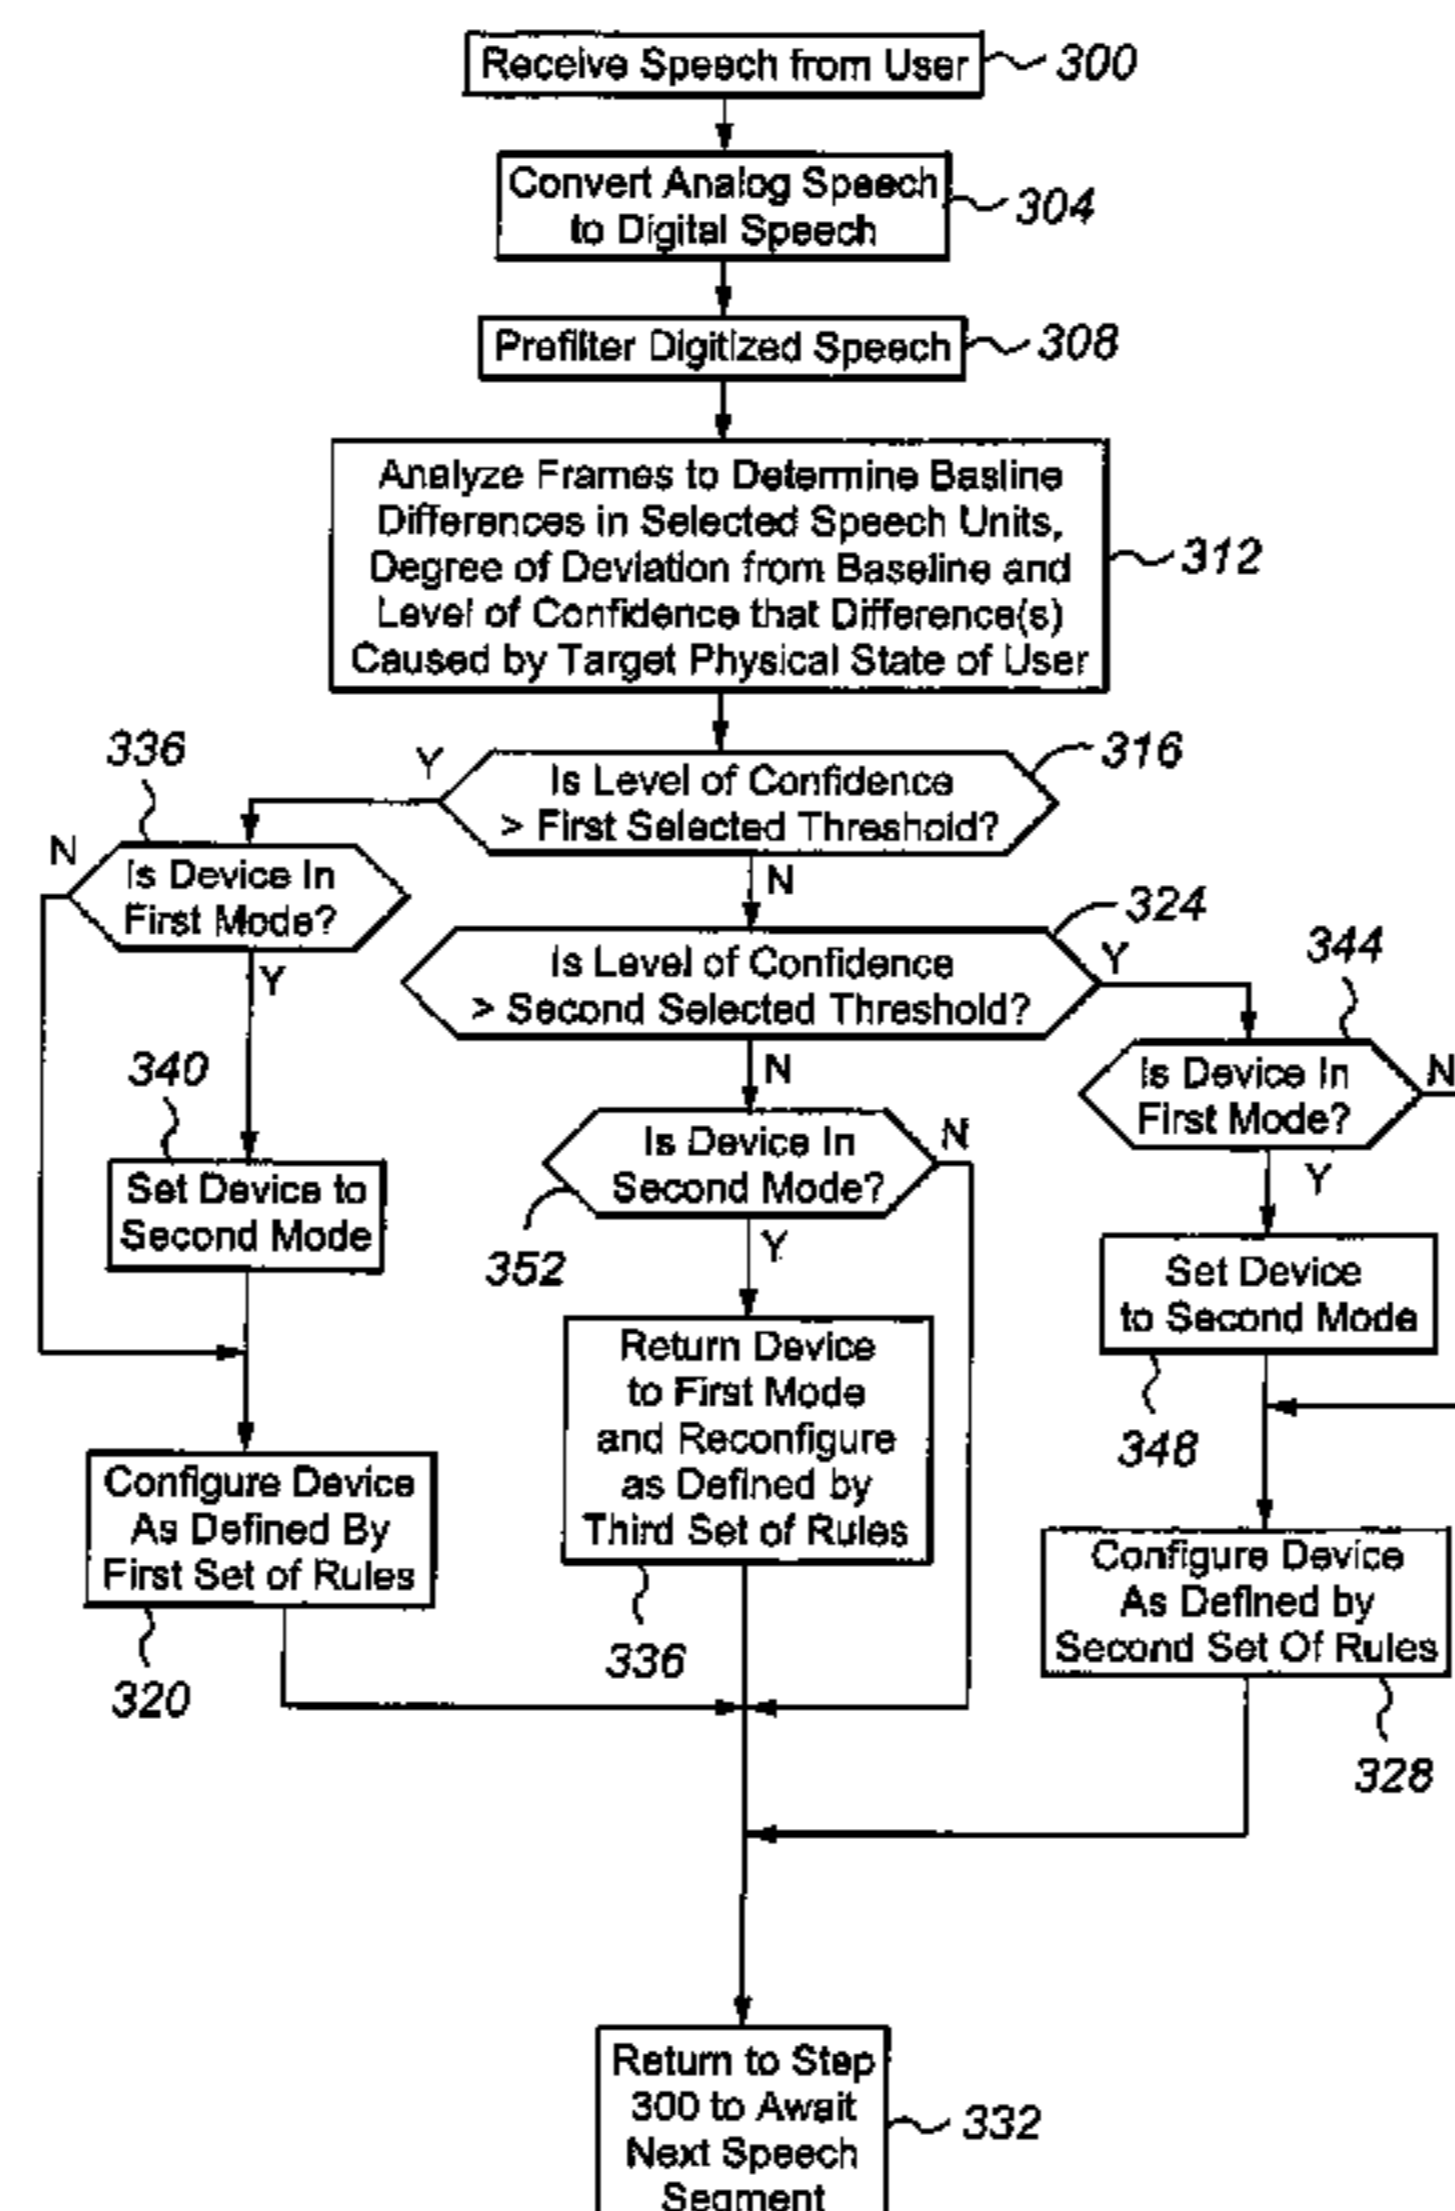 Receive Speech from User
300
Convert Analog Speech
to Digital Speech
304
Prefilter Digitized Speech
308
Analyze Frames to Determine Basline
Differences in Selected Speech Units,
Degree of Deviation from Baseline and
Level of Confidence that Difference(s)
Caused by Target Physical State of User
312
Is Level of Confidence
> First Selected Threshold?
316
Y
N
336
Is Device In
First Mode?
N
Y
Is Level of Confidence
> Second Selected Threshold?
324
Y
N
344
Is Device In
First Mode?
N
Y
340
Set Device to
Second Mode
Is Device In
Second Mode?
352
N
Y
Set Device
to Second Mode
348
Return Device
to First Mode
and Reconfigure
as Defined by
Third Set of Rules
336
Configure Device
As Defined By
First Set of Rules
320
Configure Device
As Defined by
Second Set Of Rules
328
Return to Step
300 to Await
Next Speech
Segment
332